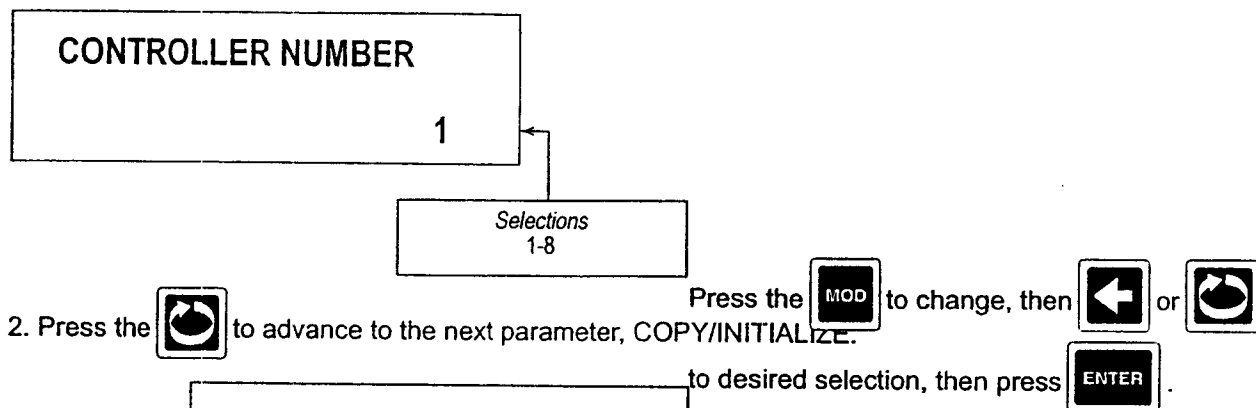 CONTROLLER NUMBER
1
Selections
1-8
Press the MOD to change, then or
to desired selection, then press ENTER .
2. Press the to advance to the next parameter, COPY/INITIALIZE.